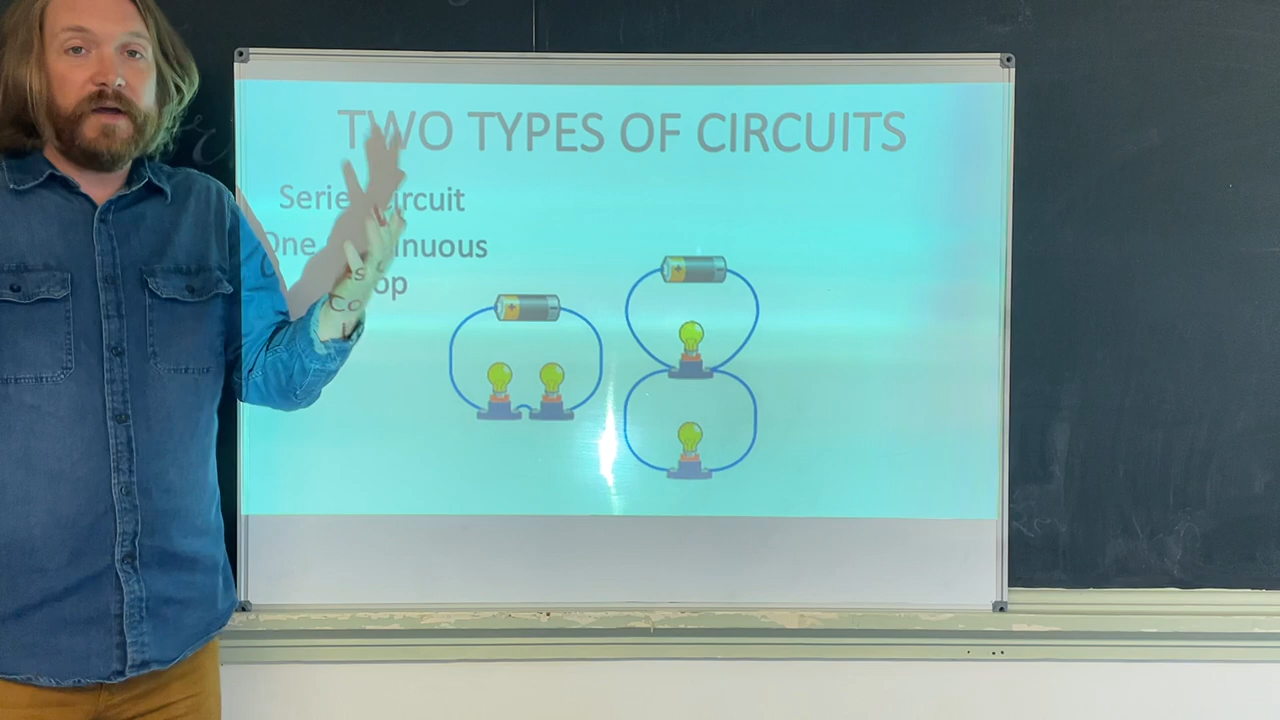 TWO TYPES OF CIRCUITS
Series Circuit
One Continuous
Loop
+
+